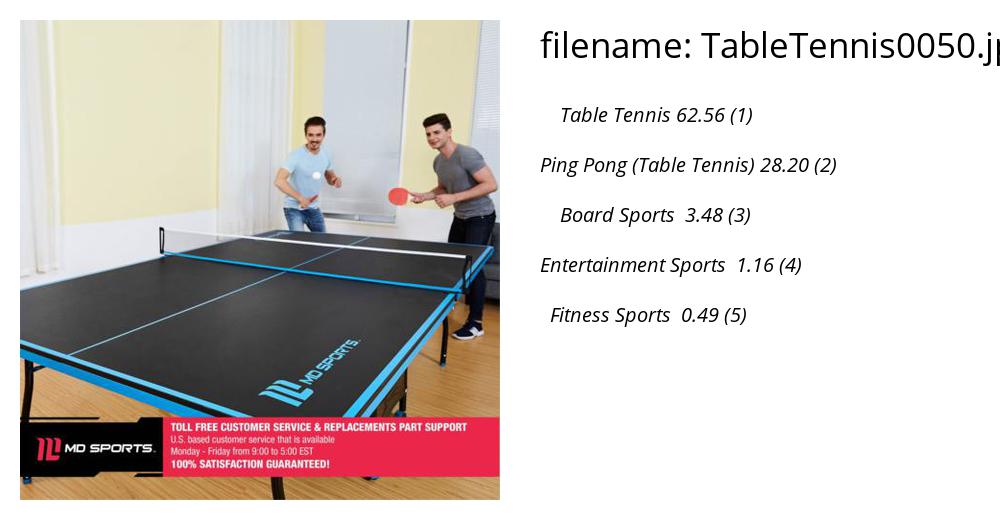 filename: TableTennis0050.jp
Table Tennis 62.56 (1)
Ping Pong (Table Tennis) 28.20 (2)
Board Sports 3.48 (3)
Entertainment Sports 1.16 (4)
Fitness Sports 0.49 (5)
MD SPORTS
MD SPORTS
TOLL FREE CUSTOMER SERVICE & REPLACEMENTS PART SUPPORT
U.S. based customer service that is available
Monday - Friday from 9:00 to 5:00 EST
100% SATISFACTION GUARANTEED!